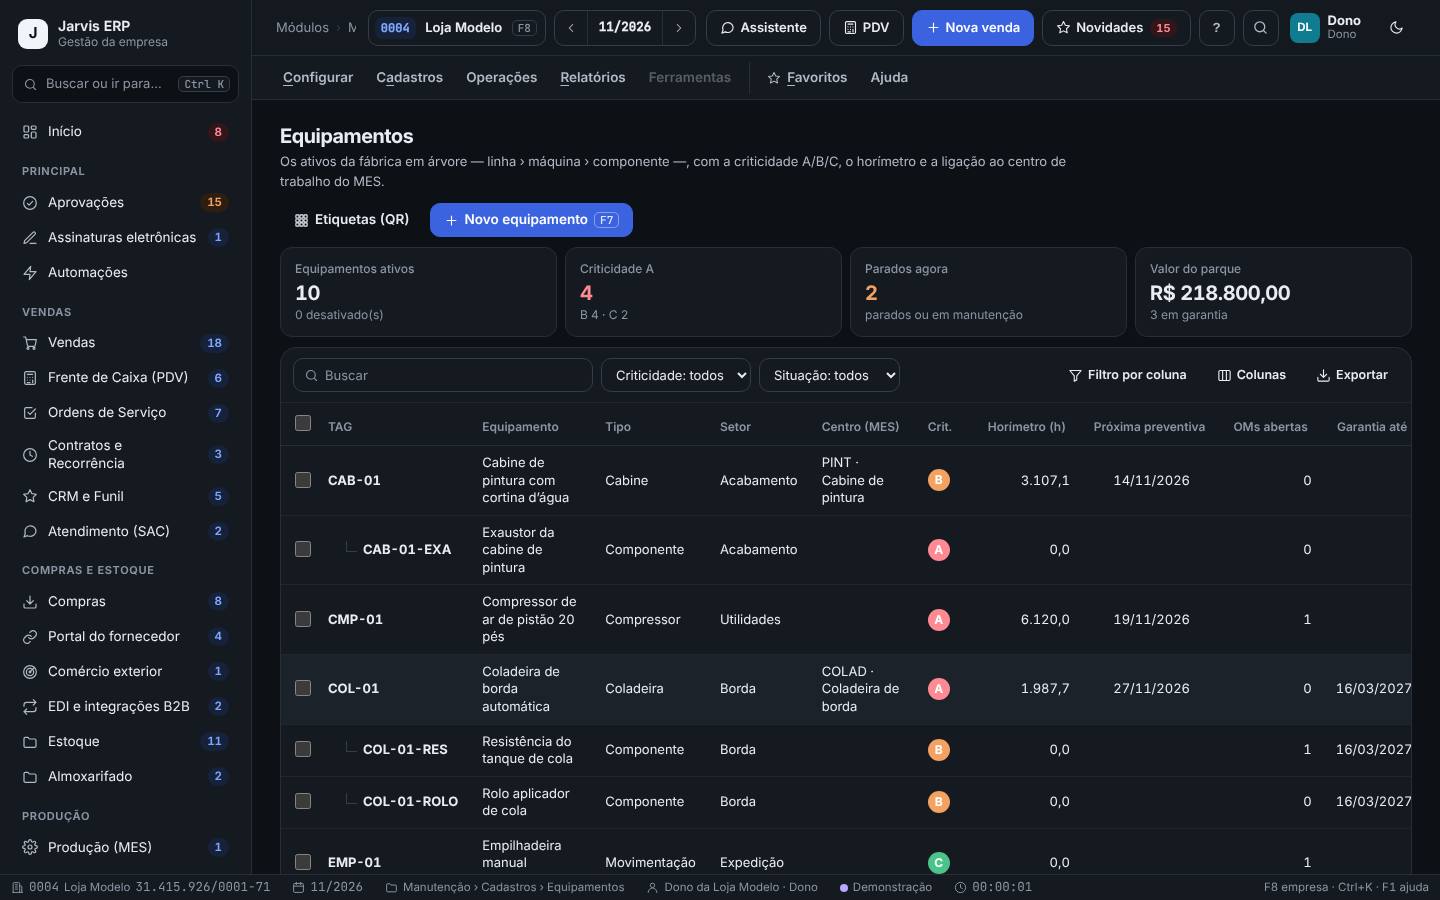 J
Jarvis ERP
Gestão da empresa
Buscar ou ir para...
Ctrl K
Início
8
PRINCIPAL
Aprovações
15
Assinaturas eletrônicas
1
Automações
VENDAS
Vendas
18
Frente de Caixa (PDV)
6
Ordens de Serviço
7
Contratos e
Recorrência
3
CRM e Funil
5
Atendimento (SAC)
2
COMPRAS E ESTOQUE
Compras
8
Portal do fornecedor
4
Comércio exterior
1
EDI e integrações B2B
2
Estoque
11
Almoxarifado
2
PRODUÇÃO
Produção (MES)
1
Módulos › M
0004 Loja Modelo F8
‹ 11/2026 ›
Assistente
PDV
+ Nova venda
Novidades 15
?
DL
Dono
Dono
Configurar Cadastros Operações Relatórios Ferramentas Favoritos Ajuda
Equipamentos
Os ativos da fábrica em árvore — linha › máquina › componente —, com a criticidade A/B/C, o horímetro e a ligação ao centro de
trabalho do MES.
Etiquetas (QR)
+ Novo equipamento F7
Equipamentos ativos
10
0 desativado(s)
Criticidade A
4
B 4 · C 2
Parados agora
2
parados ou em manutenção
Valor do parque
R$ 218.800,00
3 em garantia
Buscar
Criticidade: todos
Situação: todos
Filtro por coluna
Colunas
Exportar
TAG Equipamento Tipo Setor Centro (MES) Crit. Horímetro (h) Próxima preventiva OMs abertas Garantia até
CAB-01
Cabine de
pintura com
cortina d'água
Cabine
Acabamento
PINT ·
Cabine de
pintura
B
3.107,1
14/11/2026
0
CAB-01-EXA
Exaustor da
cabine de
pintura
Componente
Acabamento
A
0,0
0
CMP-01
Compressor de
ar de pistão 20
pés
Compressor
Utilidades
A
6.120,0
19/11/2026
1
COL-01
Coladeira de
borda
automática
Coladeira
Borda
COLAD ·
Coladeira de
borda
A
1.987,7
27/11/2026
0
16/03/2027
COL-01-RES
Resistência do
tanque de cola
Componente
Borda
B
0,0
1
16/03/2027
COL-01-ROLO
Rolo aplicador
de cola
Componente
Borda
B
0,0
0
16/03/2027
EMP-01
Empilhadeira
manual
Movimentação
Expedição
C
0,0
1
0004 Loja Modelo 31.415.926/0001-71
11/2026
Manutenção › Cadastros › Equipamentos
Dono da Loja Modelo · Dono
Demonstração
00:00:01
F8 empresa · Ctrl+K · F1 ajuda